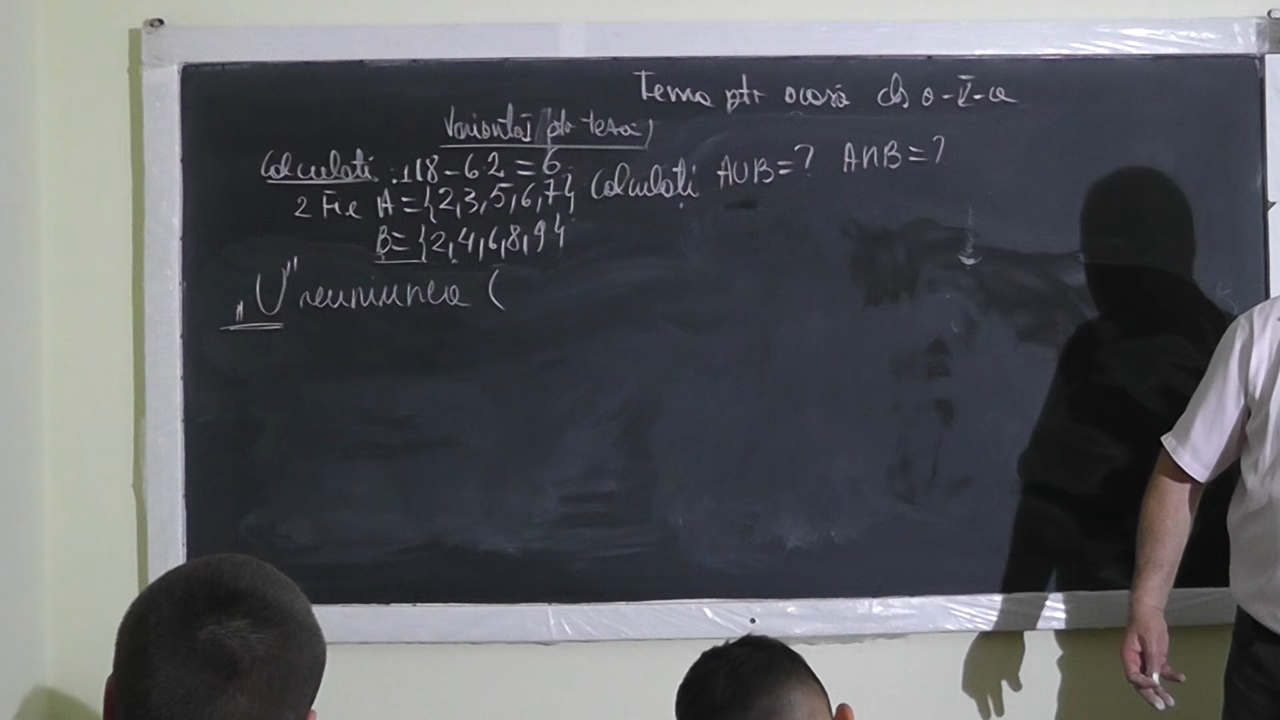 Tema ptr acasă cls a-V-a
Variantă ptr teză
Calculați: 118-62=6
2 Fie A={2,3,5,6,7} Calculați AUB=? A∩B=?
B={2,4,6,8,9}
„U" reuniunea (